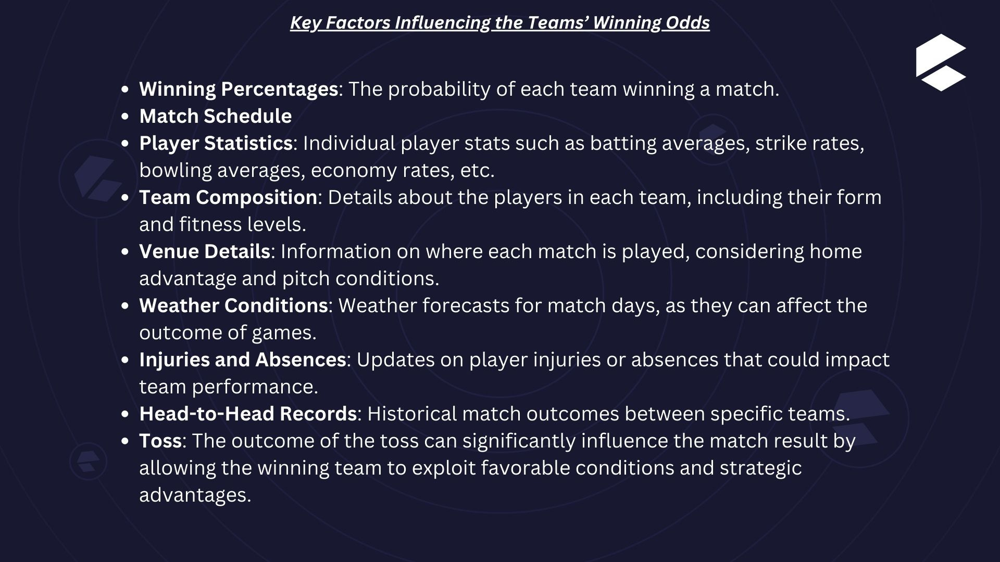 Key Factors Influencing the Teams’ Winning Odds
• Winning Percentages: The probability of each team winning a match.
• Match Schedule
• Player Statistics: Individual player stats such as batting averages, strike rates,
bowling averages, economy rates, etc.
• Team Composition: Details about the players in each team, including their form
and fitness levels.
• Venue Details: Information on where each match is played, considering home
advantage and pitch conditions.
• Weather Conditions: Weather forecasts for match days, as they can affect the
outcome of games.
• Injuries and Absences: Updates on player injuries or absences that could impact
team performance.
• Head-to-Head Records: Historical match outcomes between specific teams.
• Toss: The outcome of the toss can significantly influence the match result by
allowing the winning team to exploit favorable conditions and strategic
advantages.